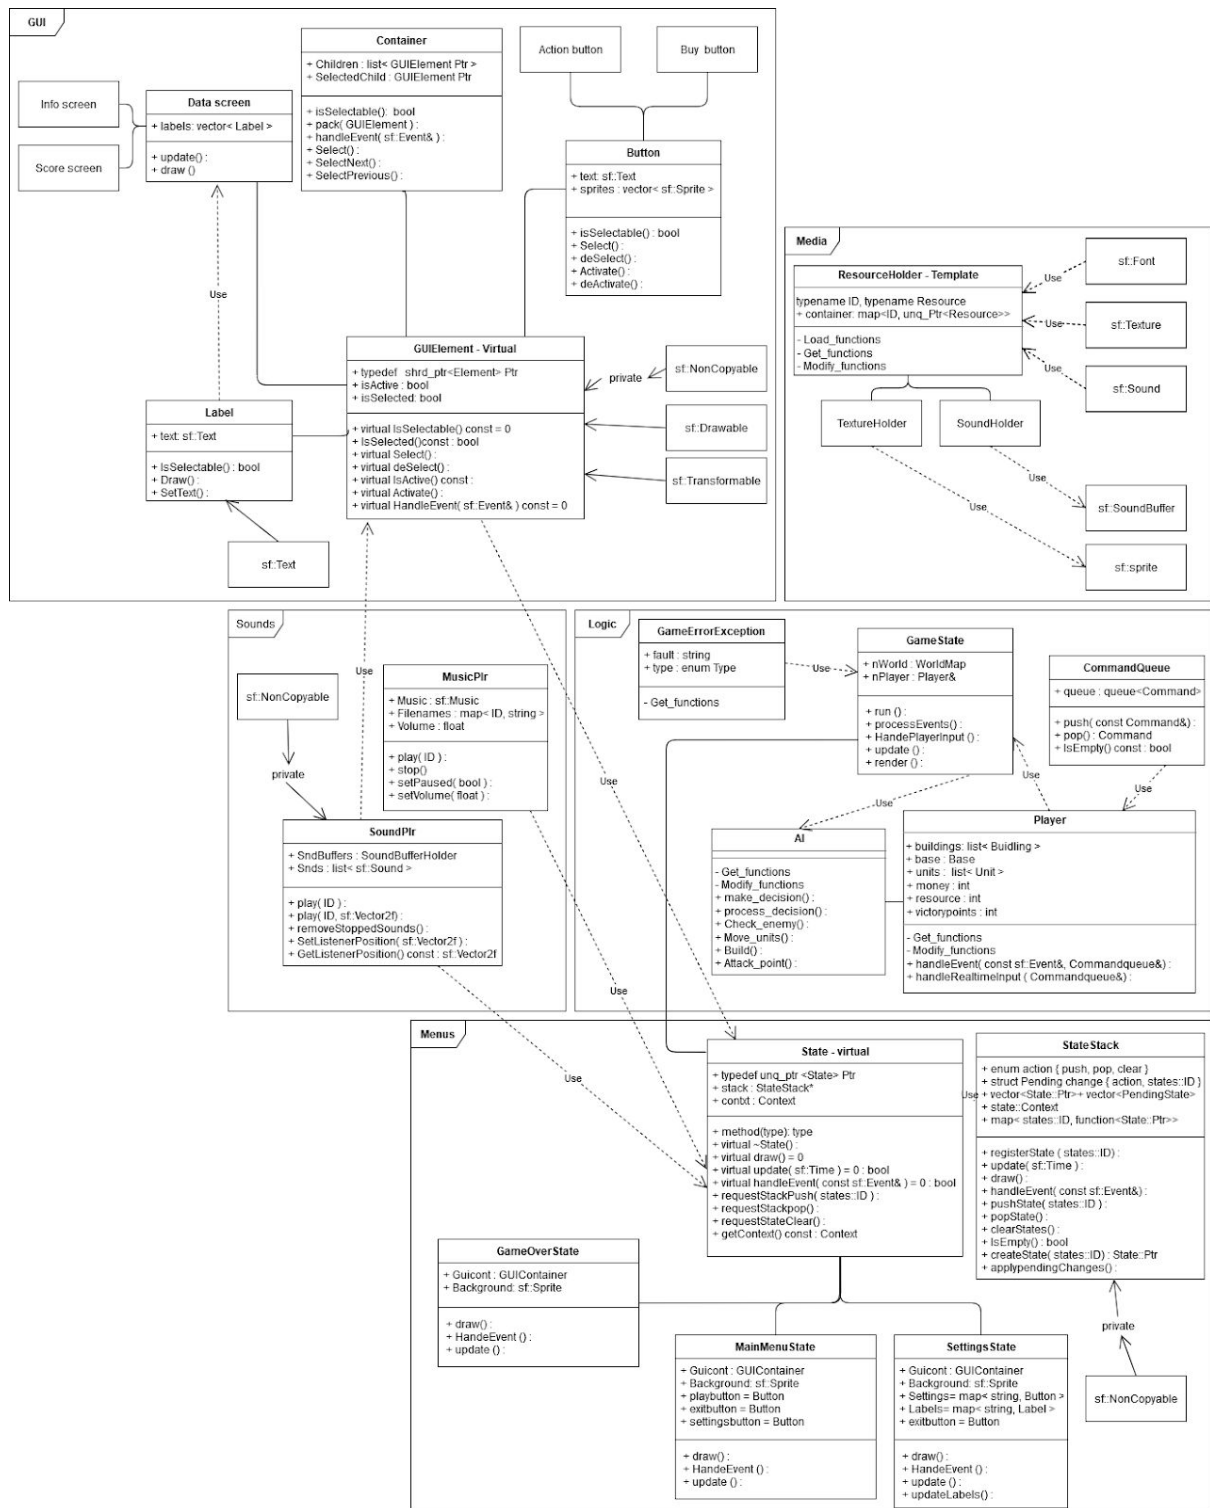 GUI
Container
+ Children : list< GUIElement Ptr >
+ SelectedChild : GUIElement Ptr
+ isSelectable(): bool
+ pack( GUIElement ) :
+ handleEvent( sf::Event& ) :
+ Select() :
+ SelectNext() :
+ SelectPrevious() :
Action button
Buy button
Info screen
Score screen
Data screen
+ labels: vector< Label >
+ update() :
+ draw ()
Button
+ text: sf::Text
+ sprites : vector< sf::Sprite >
+ isSelectable() : bool
+ Select() :
+ deSelect() :
+ Activate() :
+ deActivate() :
Use
GUIElement - Virtual
+ typedef shrd_ptr<Element> Ptr
+ isActive : bool
+ isSelected: bool
+ virtual IsSelectable() const = 0
+ IsSelected()const : bool
+ virtual Select() :
+ virtual deSelect() :
+ virtual IsActive() const :
+ virtual Activate() :
+ virtual HandleEvent( sf::Event& ) const = 0
private
sf::NonCopyable
sf::Drawable
sf::Transformable
Label
+ text: sf::Text
+ IsSelectable() : bool
+ Draw() :
+ SetText() :
sf::Text
Media
ResourceHolder - Template
typename ID, typename Resource
+ container: map<ID, unq_Ptr<Resource>>
- Load_functions
- Get_functions
- Modify_functions
Use
sf::Font
Use
sf::Texture
Use
sf::Sound
TextureHolder
SoundHolder
Use
Use
sf::SoundBuffer
sf::sprite
Sounds
Use
sf::NonCopyable
private
MusicPlr
+ Music : sf::Music
+ Filenames : map< ID, string >
+ Volume : float
+ play( ID ) :
+ stop()
+ setPaused( bool ) :
+ setVolume( float ) :
SoundPlr
+ SndBuffers : SoundBufferHolder
+ Snds : list< sf::Sound >
+ play( ID ) :
+ play( ID, sf::Vector2f) :
+ removeStoppedSounds() :
+ SetListenerPosition( sf::Vector2f ) :
+ GetListenerPosition() const : sf::Vector2f
Use
Use
Use
Logic
GameErrorException
+ fault : string
+ type : enum Type
- Get_functions
Use
GameState
+ nWorld : WorldMap
+ nPlayer : Player&
+ run () :
+ processEvents() :
+ HandePlayerInput () :
+ update () :
+ render () :
CommandQueue
+ queue : queue<Command>
+ push( const Command&) :
+ pop() : Command
+ IsEmpty() const : bool
Use
Use
Use
AI
- Get_functions
- Modify_functions
+ make_decision() :
+ process_decision() :
+ Check_enemy() :
+ Move_units() :
+ Build() :
+ Attack_point() :
Player
+ buildings: list< Buidling >
+ base : Base
+ units : list< Unit >
+ money : int
+ resource : int
+ victorypoints : int
- Get_functions
- Modify_functions
+ handleEvent( const sf::Event&, Commandqueue&) :
+ handleRealtimeInput ( Commandqueue&) :
Menus
State - virtual
+ typedef unq_ptr <State> Ptr
+ stack : StateStack*
+ contxt : Context
+ method(type): type
+ virtual ~State() :
+ virtual draw() = 0
+ virtual update( sf::Time ) = 0 : bool
+ virtual handleEvent( const sf::Event& ) = 0 : bool
+ requestStackPush( states::ID ) :
+ requestStackpop() :
+ requestStateClear() :
+ getContext() const : Context
Use
StateStack
+ enum action { push, pop, clear }
+ struct Pending change { action, states::ID }
+ vector<State::Ptr>+ vector<PendingState>
+ state::Context
+ map< states::ID, function<State::Ptr>>
+ registerState ( states::ID) :
+ update( sf::Time ) :
+ draw() :
+ handleEvent( const sf::Event&) :
+ pushState( states::ID ) :
+ popState() :
+ clearStates() :
+ IsEmpty() : bool
+ createState( states::ID) : State::Ptr
+ applypendingChanges() :
private
sf::NonCopyable
GameOverState
+ Guicont : GUIContainer
+ Background: sf::Sprite
+ draw() :
+ HandeEvent () :
+ update () :
MainMenuState
+ Guicont : GUIContainer
+ Background: sf::Sprite
+ playbutton = Button
+ exitbutton = Button
+ settingsbutton = Button
+ draw() :
+ HandeEvent () :
+ update () :
SettingsState
+ Guicont : GUIContainer
+ Background: sf::Sprite
+ Settings= map< string, Button >
+ Labels= map< string, Label >
+ exitbutton = Button
+ draw() :
+ HandeEvent () :
+ update () :
+ updateLabels() :